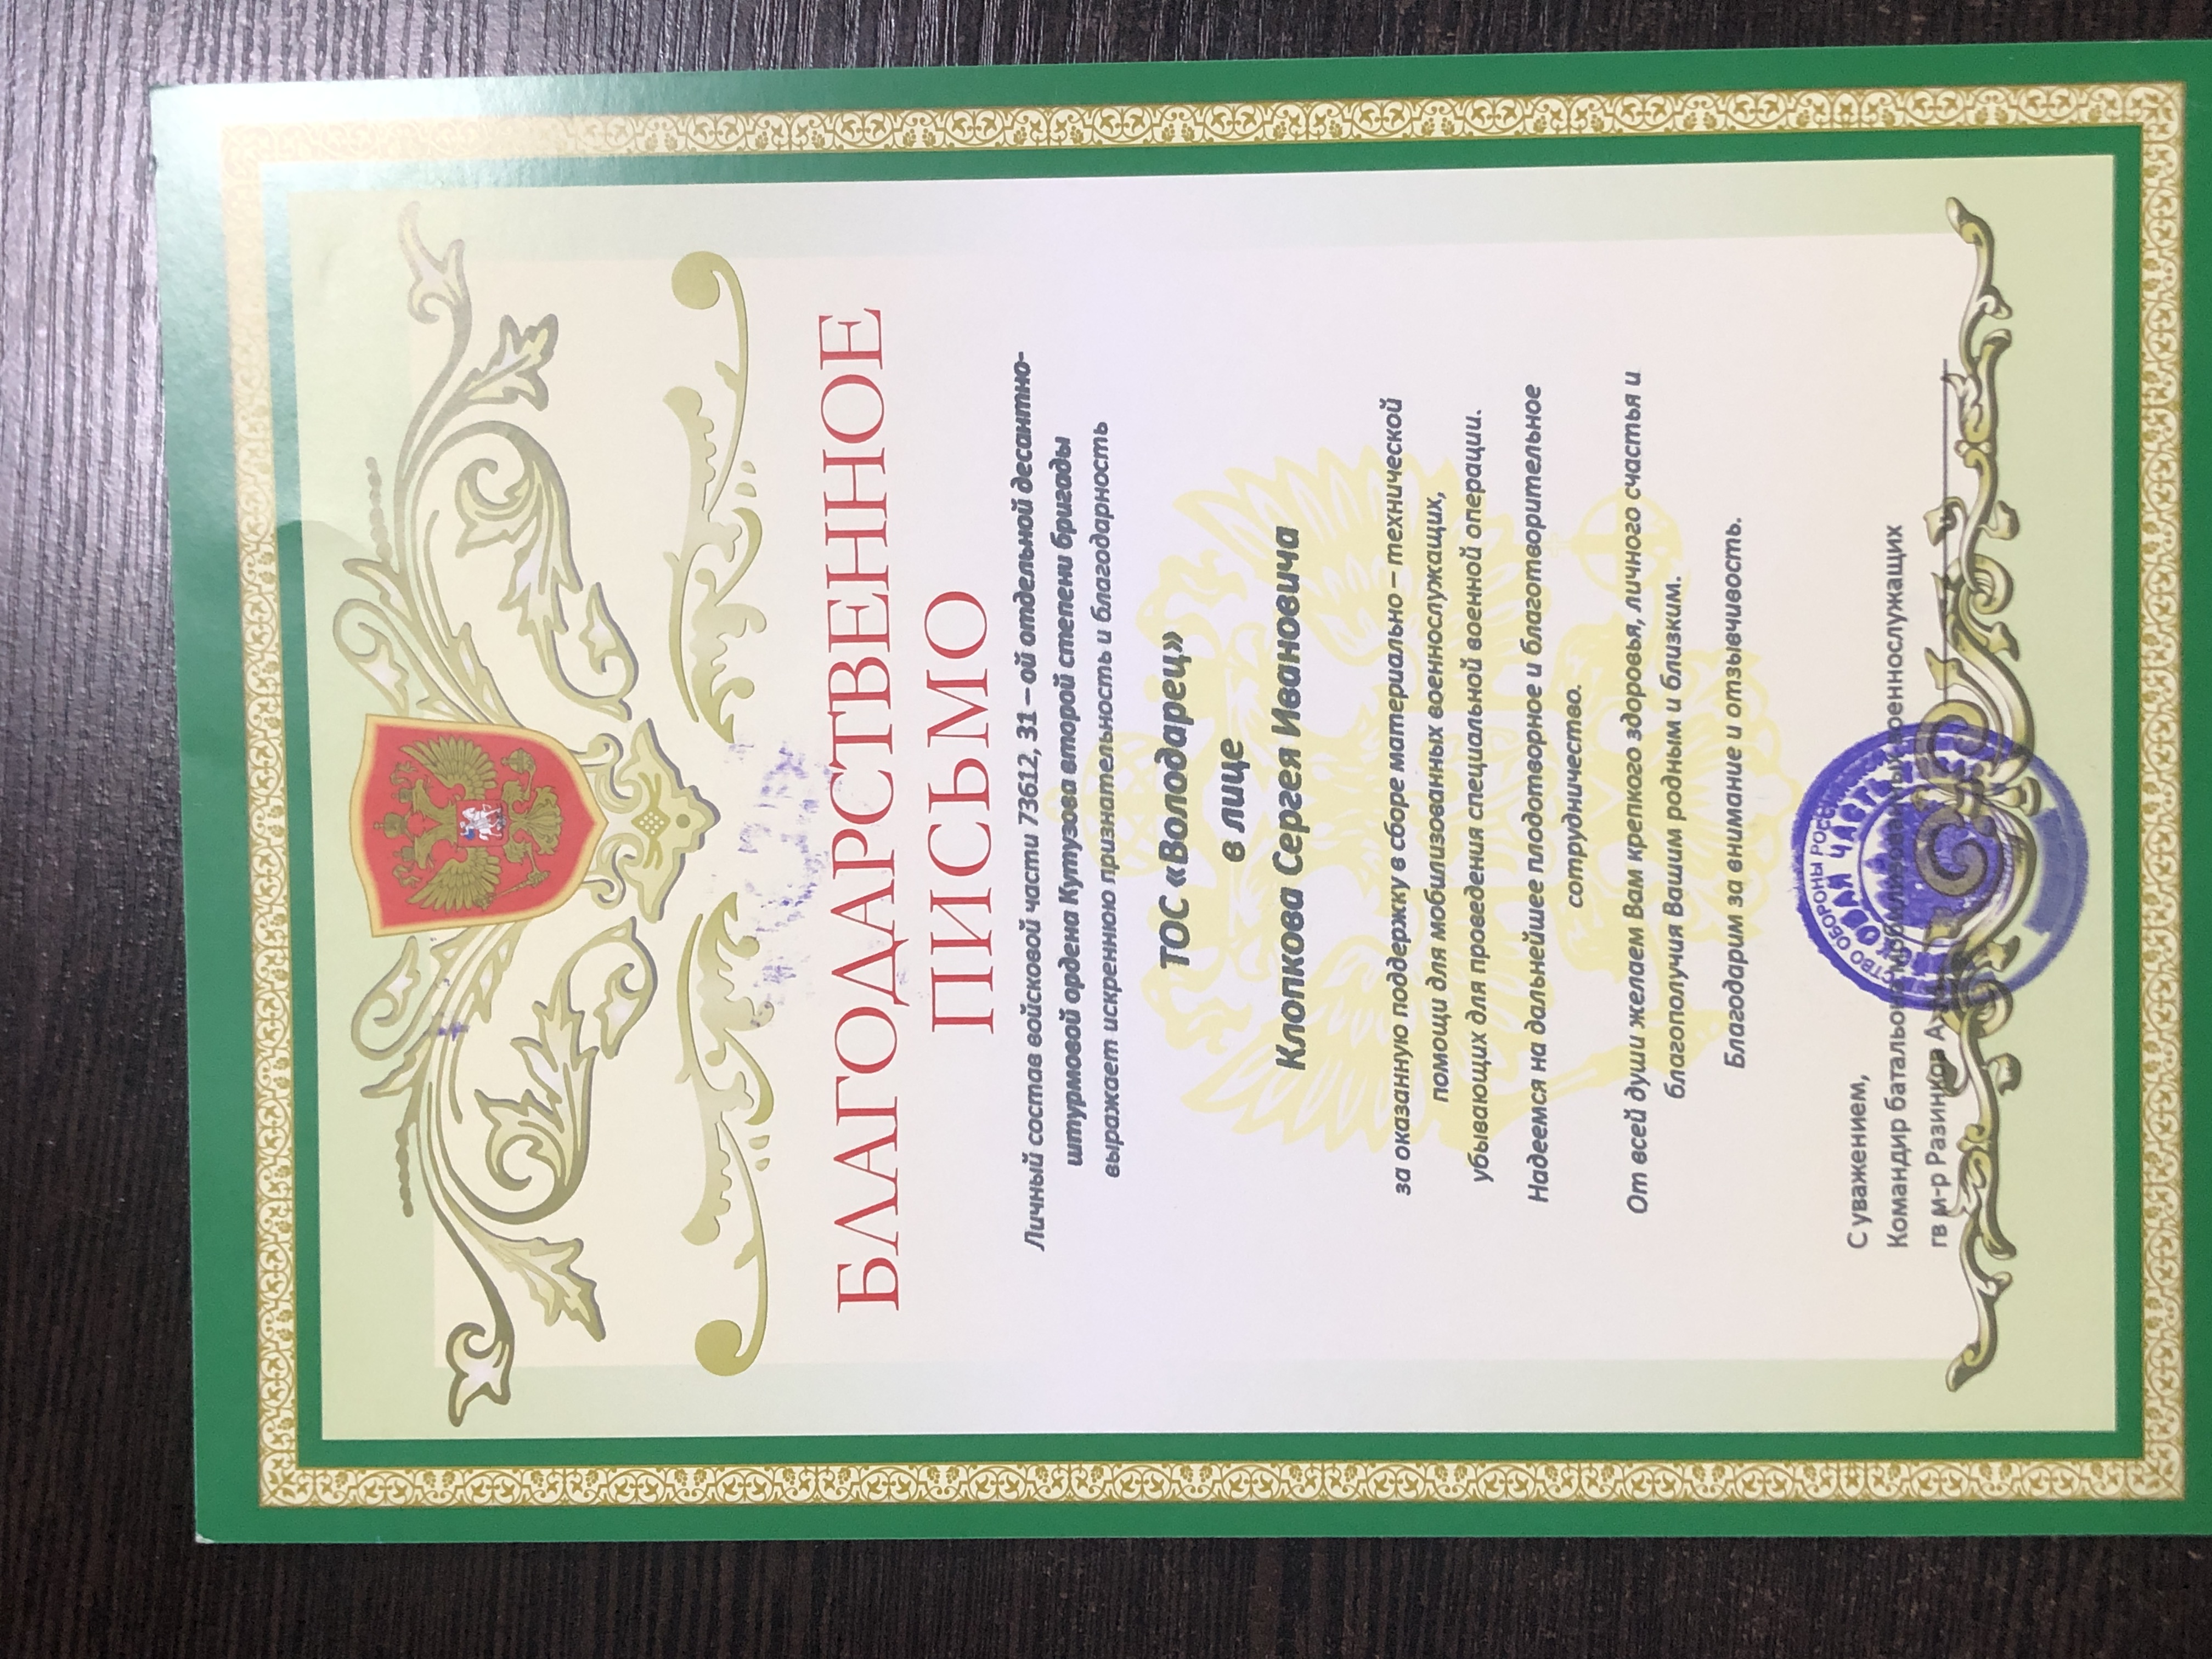 БЛАГОДАРСТВЕННОЕ
ПИСЬМО
Личный состав войсковой части 73612, 31 – ой отдельной десантно-
штурмовой ордена Кутузова второй степени бригады
выражает искреннюю признательность и благодарность
ТОС «Володарец»
в лице
Клопкова Сергея Ивановича
за оказанную поддержку в сборе материально – технической
помощи для мобилизованных военнослужащих,
убывающих для проведения специальной военной операции.
Надеемся на дальнейшее плодотворное и благотворительное
сотрудничество.
От всей души желаем Вам крепкого здоровья, личного счастья и
благополучия Вашим родным и близким.
Благодарим за внимание и отзывчивость.
С уважением,
Командир батальона
гв м-р Разинков А
ОБОРОНЫ
ЧАСТЬ